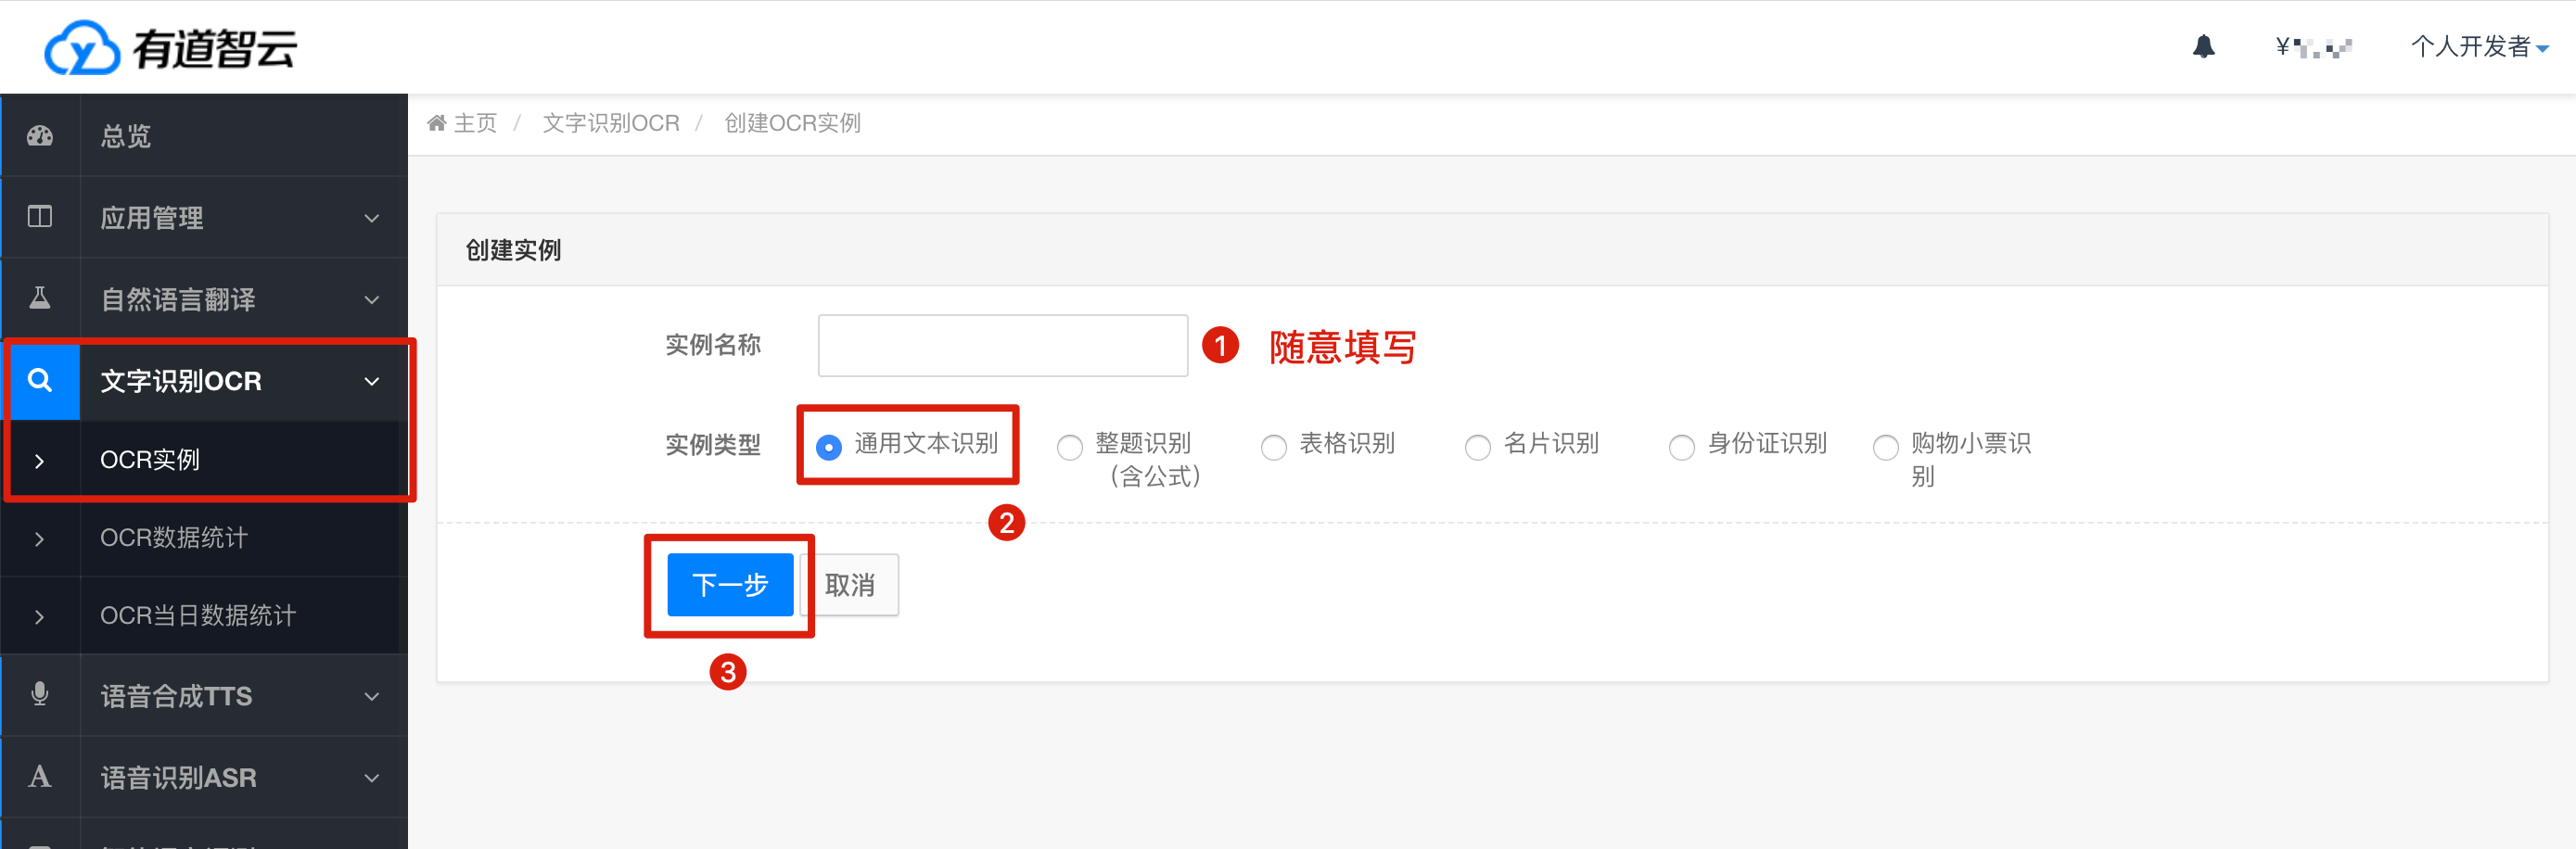 有道智云
¥
个人开发者
主页 / 文字识别OCR / 创建OCR实例
总览
应用管理
自然语言翻译
文字识别OCR
OCR实例
OCR数据统计
OCR当日数据统计
语音合成TTS
语音识别ASR
创建实例
实例名称
1 随意填写
实例类型
通用文本识别
整题识别
(含公式)
表格识别
名片识别
身份证识别
购物小票识
别
2
下一步 取消
3